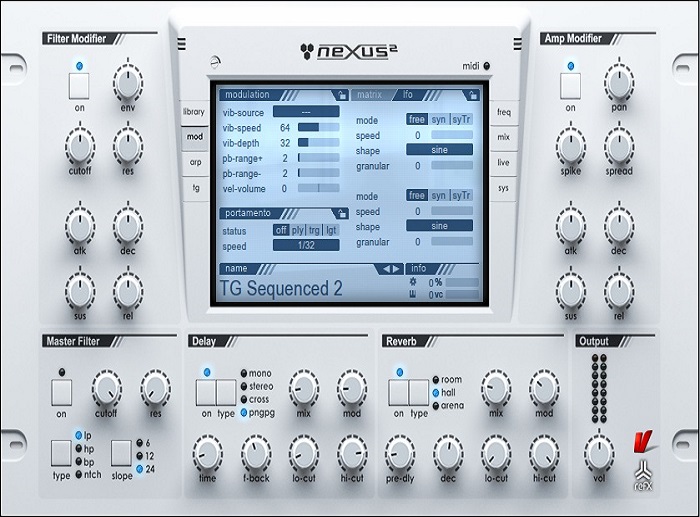 Filter Modifier
on
env
cutoff
res
atk
dec
sus
rel
nexus²
midi
library
mod
arp
tg
modulation
vib-source ---
vib-speed 64
vib-depth 32
pb-range+ 2
pb-range- 2
vel-volume 0
portamento
status off ply trg lgt
speed 1/32
matrix lfo
mode free syn syTr
speed 0
shape sine
granular 0
mode free syn syTr
speed 0
shape sine
granular 0
name
TG Sequenced 2
info
0 %
0 vc
freq
mix
live
sys
Amp Modifier
on
pan
spike
spread
atk
dec
sus
rel
Master Filter
on
cutoff
res
type
lp
hp
bp
ntch
slope
6
12
24
Delay
on type
mono
stereo
cross
pngpg
mix
mod
time
f-back
lo-cut
hi-cut
Reverb
on type
room
hall
arena
mix
mod
pre-dly
dec
lo-cut
hi-cut
Output
vol
V
reFX